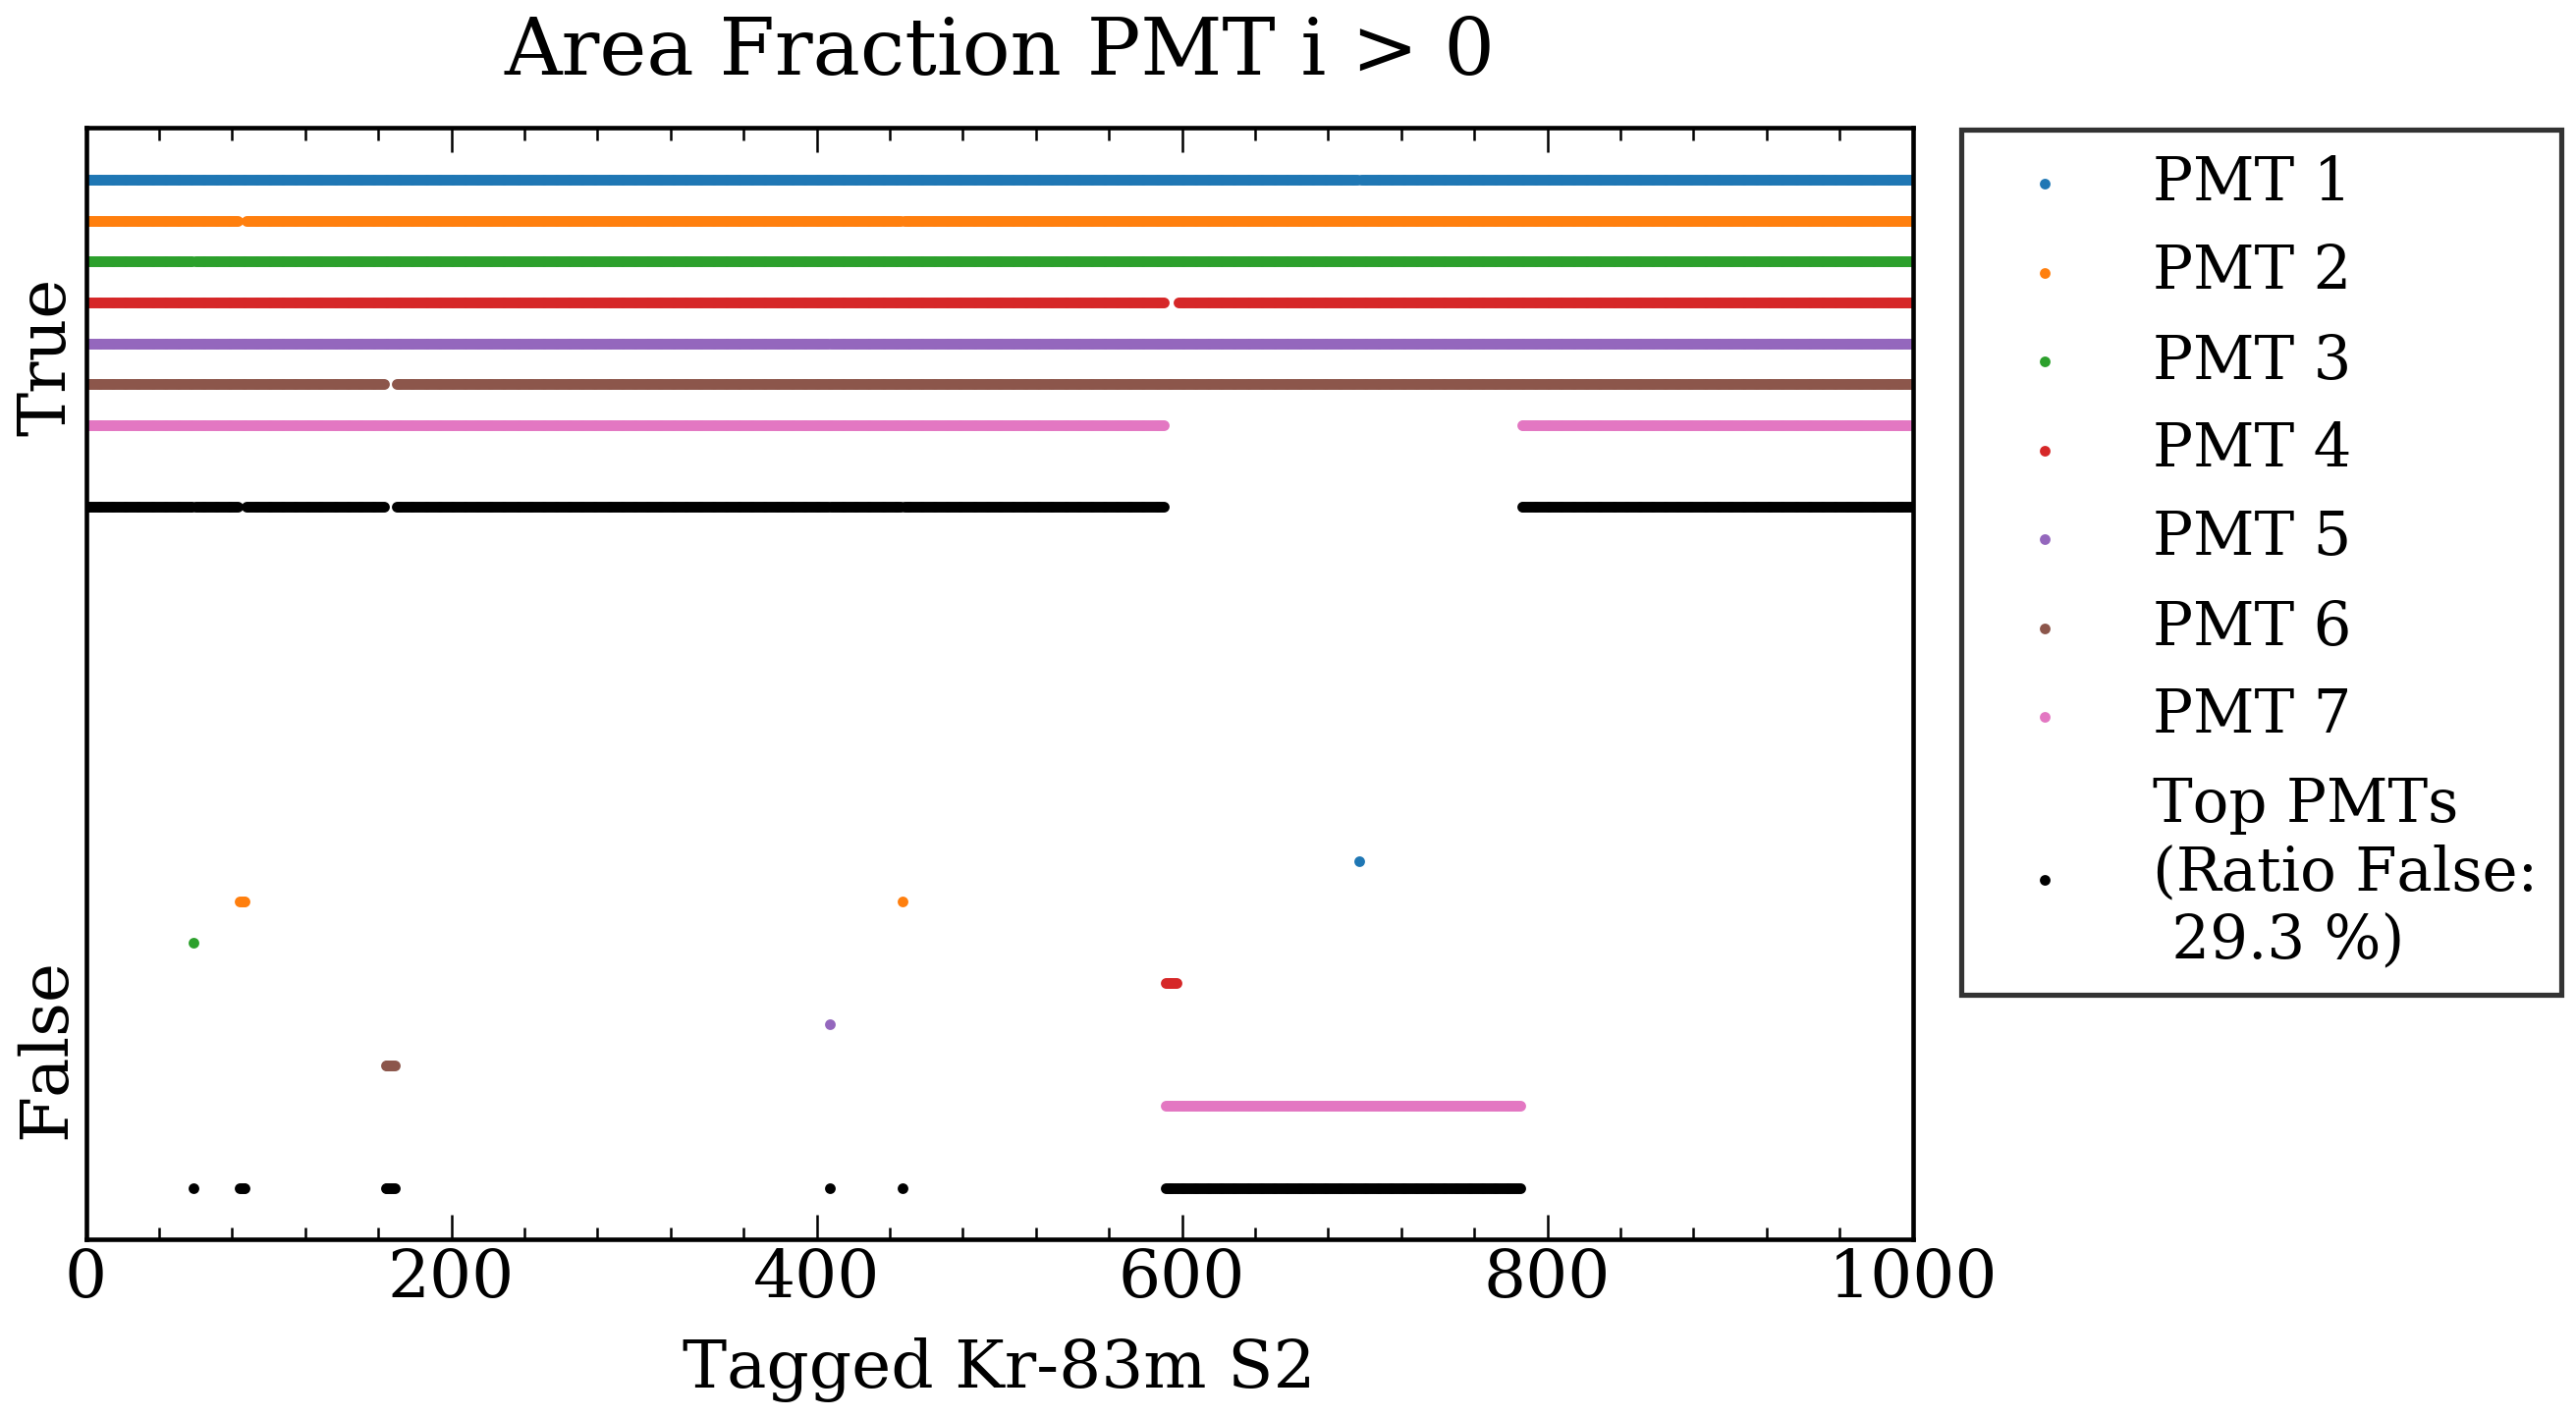 Area Fraction PMT i > 0
True
False
0 200 400 600 800 1000
Tagged Kr-83m S2
PMT 1
PMT 2
PMT 3
PMT 4
PMT 5
PMT 6
PMT 7
Top PMTs
(Ratio False:
29.3 %)